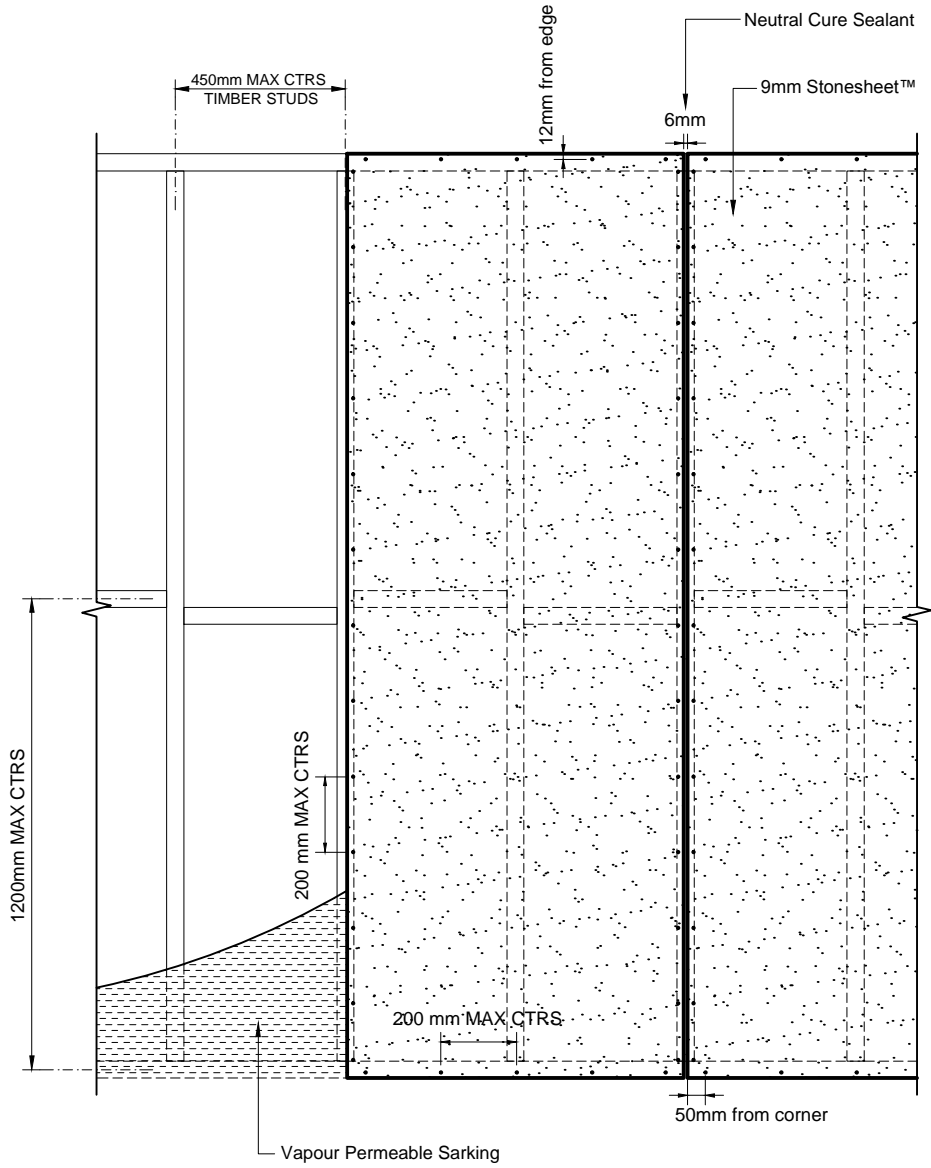 Neutral Cure Sealant
450mm MAX CTRS
TIMBER STUDS
12mm from edge
9mm Stonesheet™
6mm
1200mm MAX CTRS
200 mm MAX CTRS
200 mm MAX CTRS
50mm from corner
Vapour Permeable Sarking